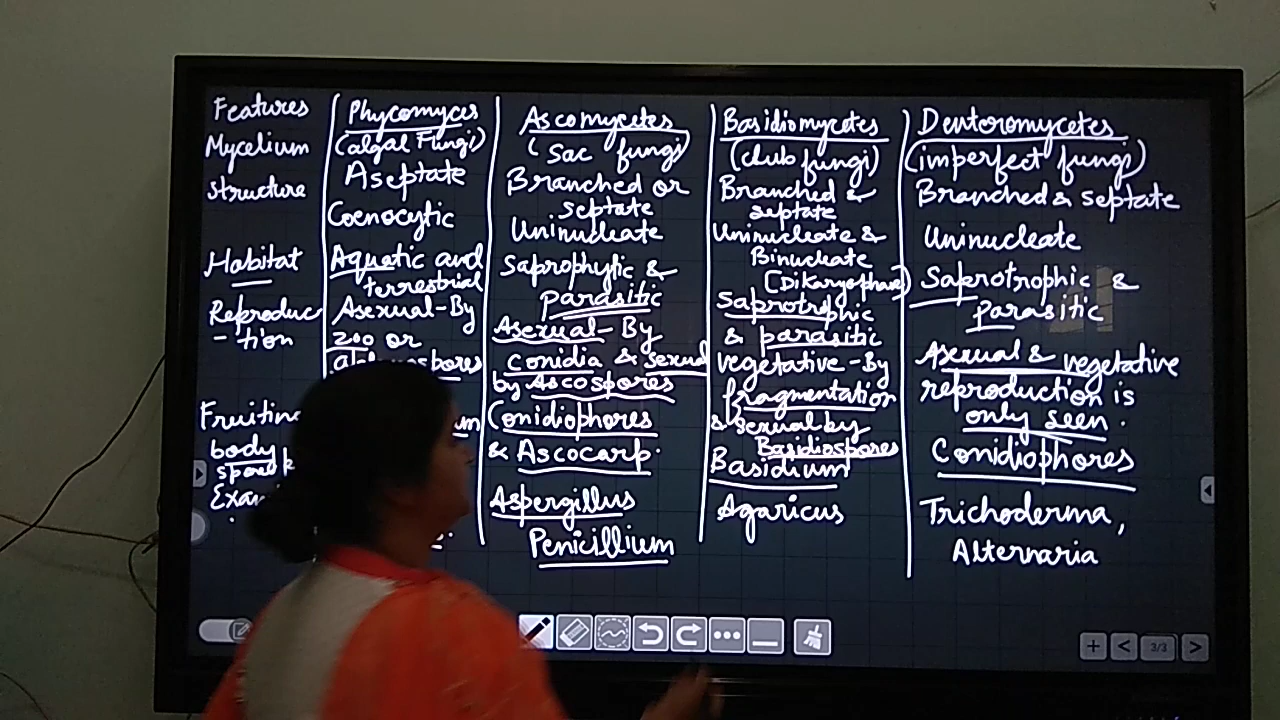 Features
Mycelium
structure
Habitat
Reproduc
-tion
body
Phycomyces
(algal Fungi)
Aseptate
Coenocytic
Aquatic and
terrestrial
Asexual-By
zoo or
Ascomycetes
(Sac fungi)
Branched or
septate
Uninucleate
Saprophytic &
parasitic
Asexual-By
conidia & sexual
by Ascospores
Conidiophores
& Ascocarp.
Aspergillus
Penicillium
Basidiomycetes
(club fungi)
Branched &
septate
Uninucleate &
Binucleate
(Dikaryophase)
saprotrophic
& parasitic
vegetative-By
fragmentation
& sexual by
Basidiospores
Basidium
Agaricus
Deuteromycetes
(imperfect fungi)
Branched & septate
Uninucleate
Saprotrophic &
Parasitic
Asexual & vegetative
reproduction is
only seen.
Conidiophores
Trichoderma,
Alternaria
3/3